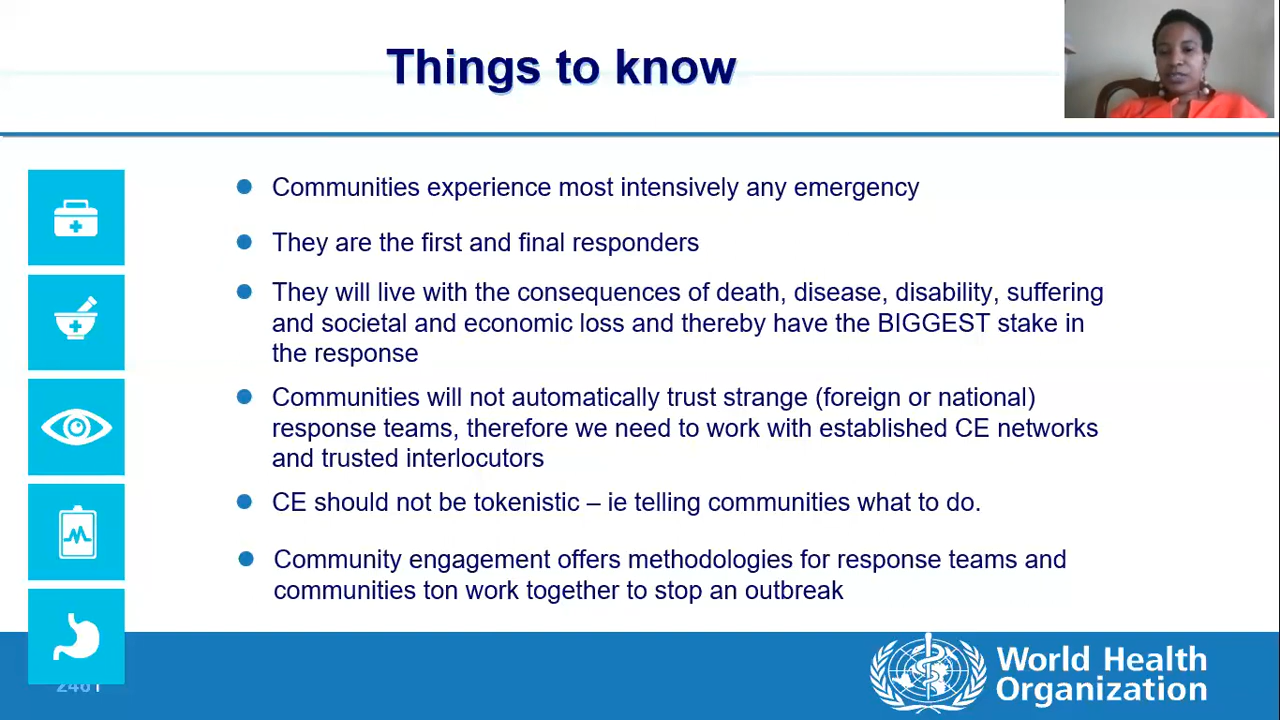 Things to know
Communities experience most intensively any emergency
They are the first and final responders
They will live with the consequences of death, disease, disability, suffering
and societal and economic loss and thereby have the BIGGEST stake in
the response
Communities will not automatically trust strange (foreign or national)
response teams, therefore we need to work with established CE networks
and trusted interlocutors
CE should not be tokenistic – ie telling communities what to do.
Community engagement offers methodologies for response teams and
communities ton work together to stop an outbreak
World Health
Organization